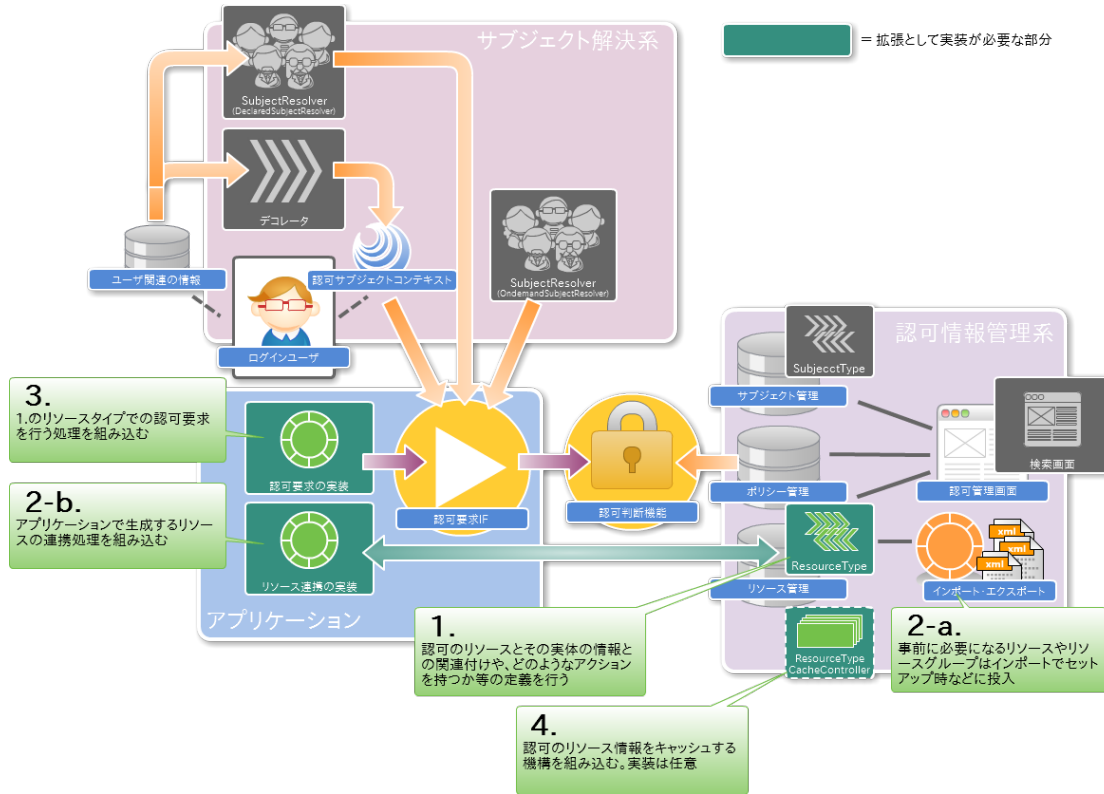 サブジェクト解決系
= 拡張として実装が必要な部分
SubjectResolver
(DeclaredSubjectResolver)
デコレータ
ユーザ関連の情報
認可サブジェクトコンテキスト
SubjectResolver
(OndemandSubjectResolver)
ログインユーザ
認可情報管理系
SubjecctType
サブジェクト管理
検索画面
3.
1.のリソースタイプでの認可要求
を行う処理を組み込む
認可要求の実装
認可要求IF
認可判断機能
ポリシー管理
認可管理画面
2-b.
アプリケーションで生成するリソー
スの連携処理を組み込む
リソース連携の実装
ResourceType
リソース管理
xml
xml
xml
インポート・エクスポート
アプリケーション
1.
認可のリソースとその実体の情報と
の関連付けや、どのようなアクション
を持つか等の定義を行う
ResourceType
CacheController
2-a.
事前に必要になるリソースやリ
ソースグループはインポートでセット
アップ時などに投入
4.
認可のリソース情報をキャッシュする
機構を組み込む。実装は任意